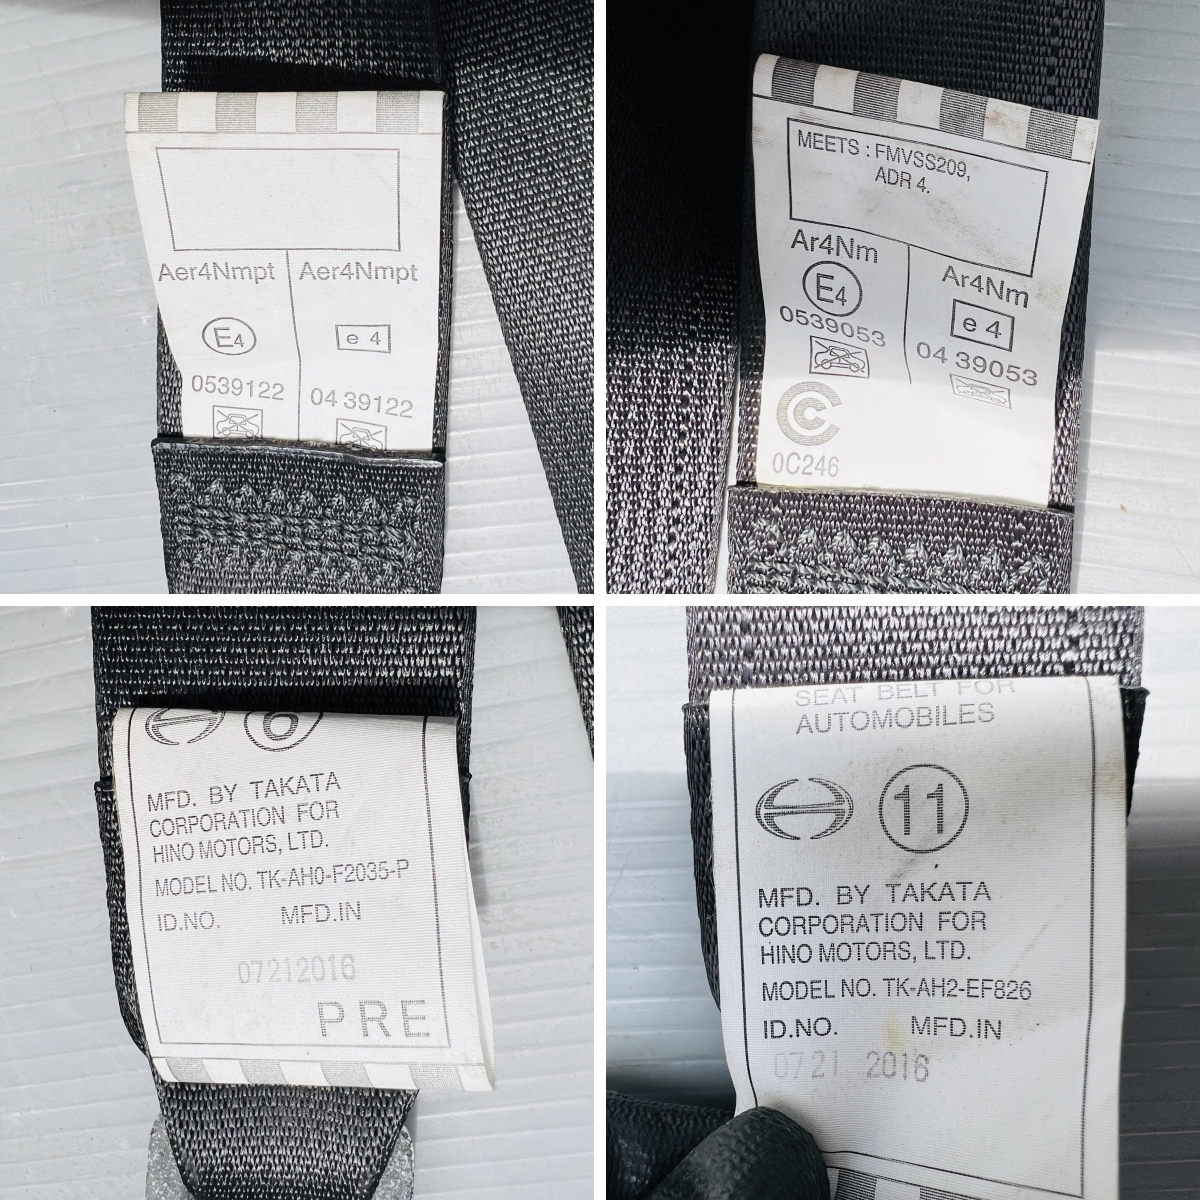 Aer4Nmpt
Aer4Nmpt
E4
e 4
0539122
04 39122
MEETS : FMVSS209,
ADR 4.
Ar4Nm
Ar4Nm
E4
e 4
0539053
04 39053
0C246
6
MFD. BY TAKATA
CORPORATION FOR
HINO MOTORS, LTD.
MODEL NO. TK-AH0-F2035-P
ID.NO. MFD.IN
07212016
PRE
SEAT BELT FOR
AUTOMOBILES
11
MFD. BY TAKATA
CORPORATION FOR
HINO MOTORS, LTD.
MODEL NO. TK-AH2-EF826
ID.NO. MFD.IN
0721 2016